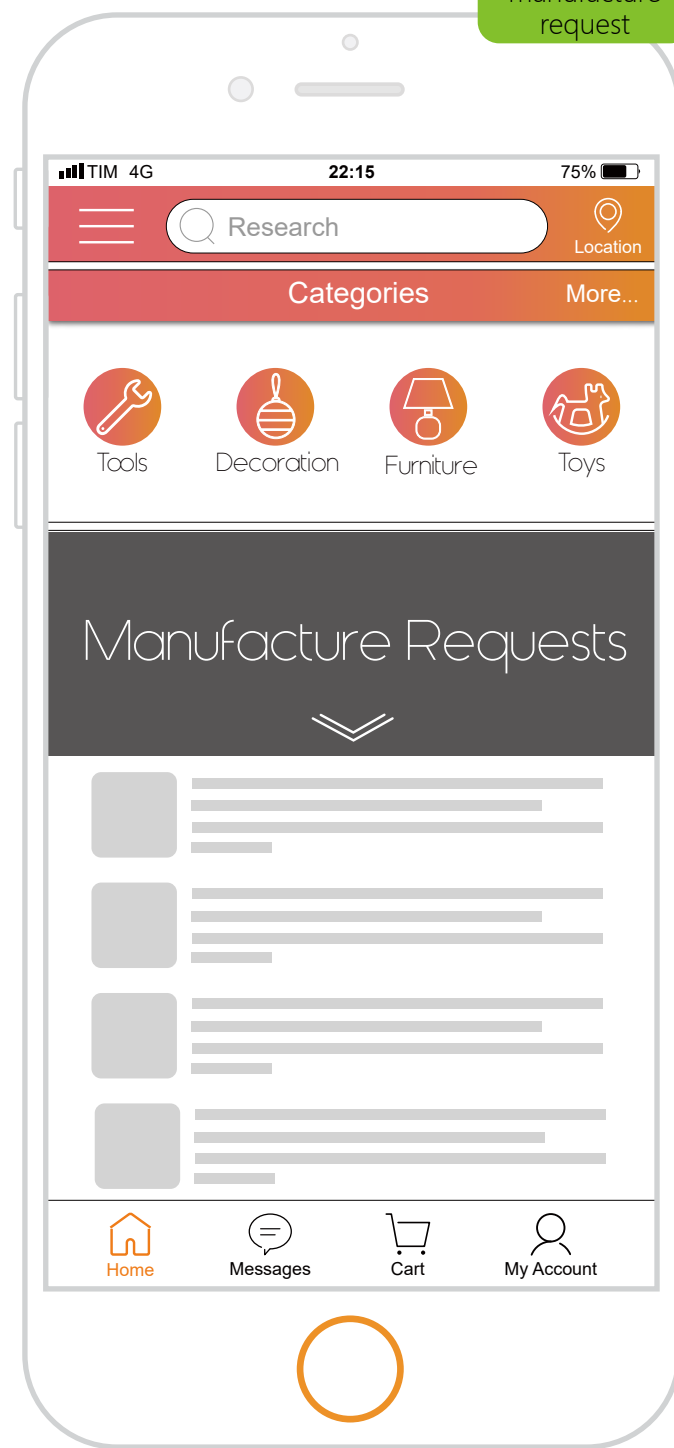 request
TIM 4G 22:15 75%
Research
Location
Categories More...
Tools Decoration Furniture Toys
Manufacture Requests
Home Messages Cart My Account